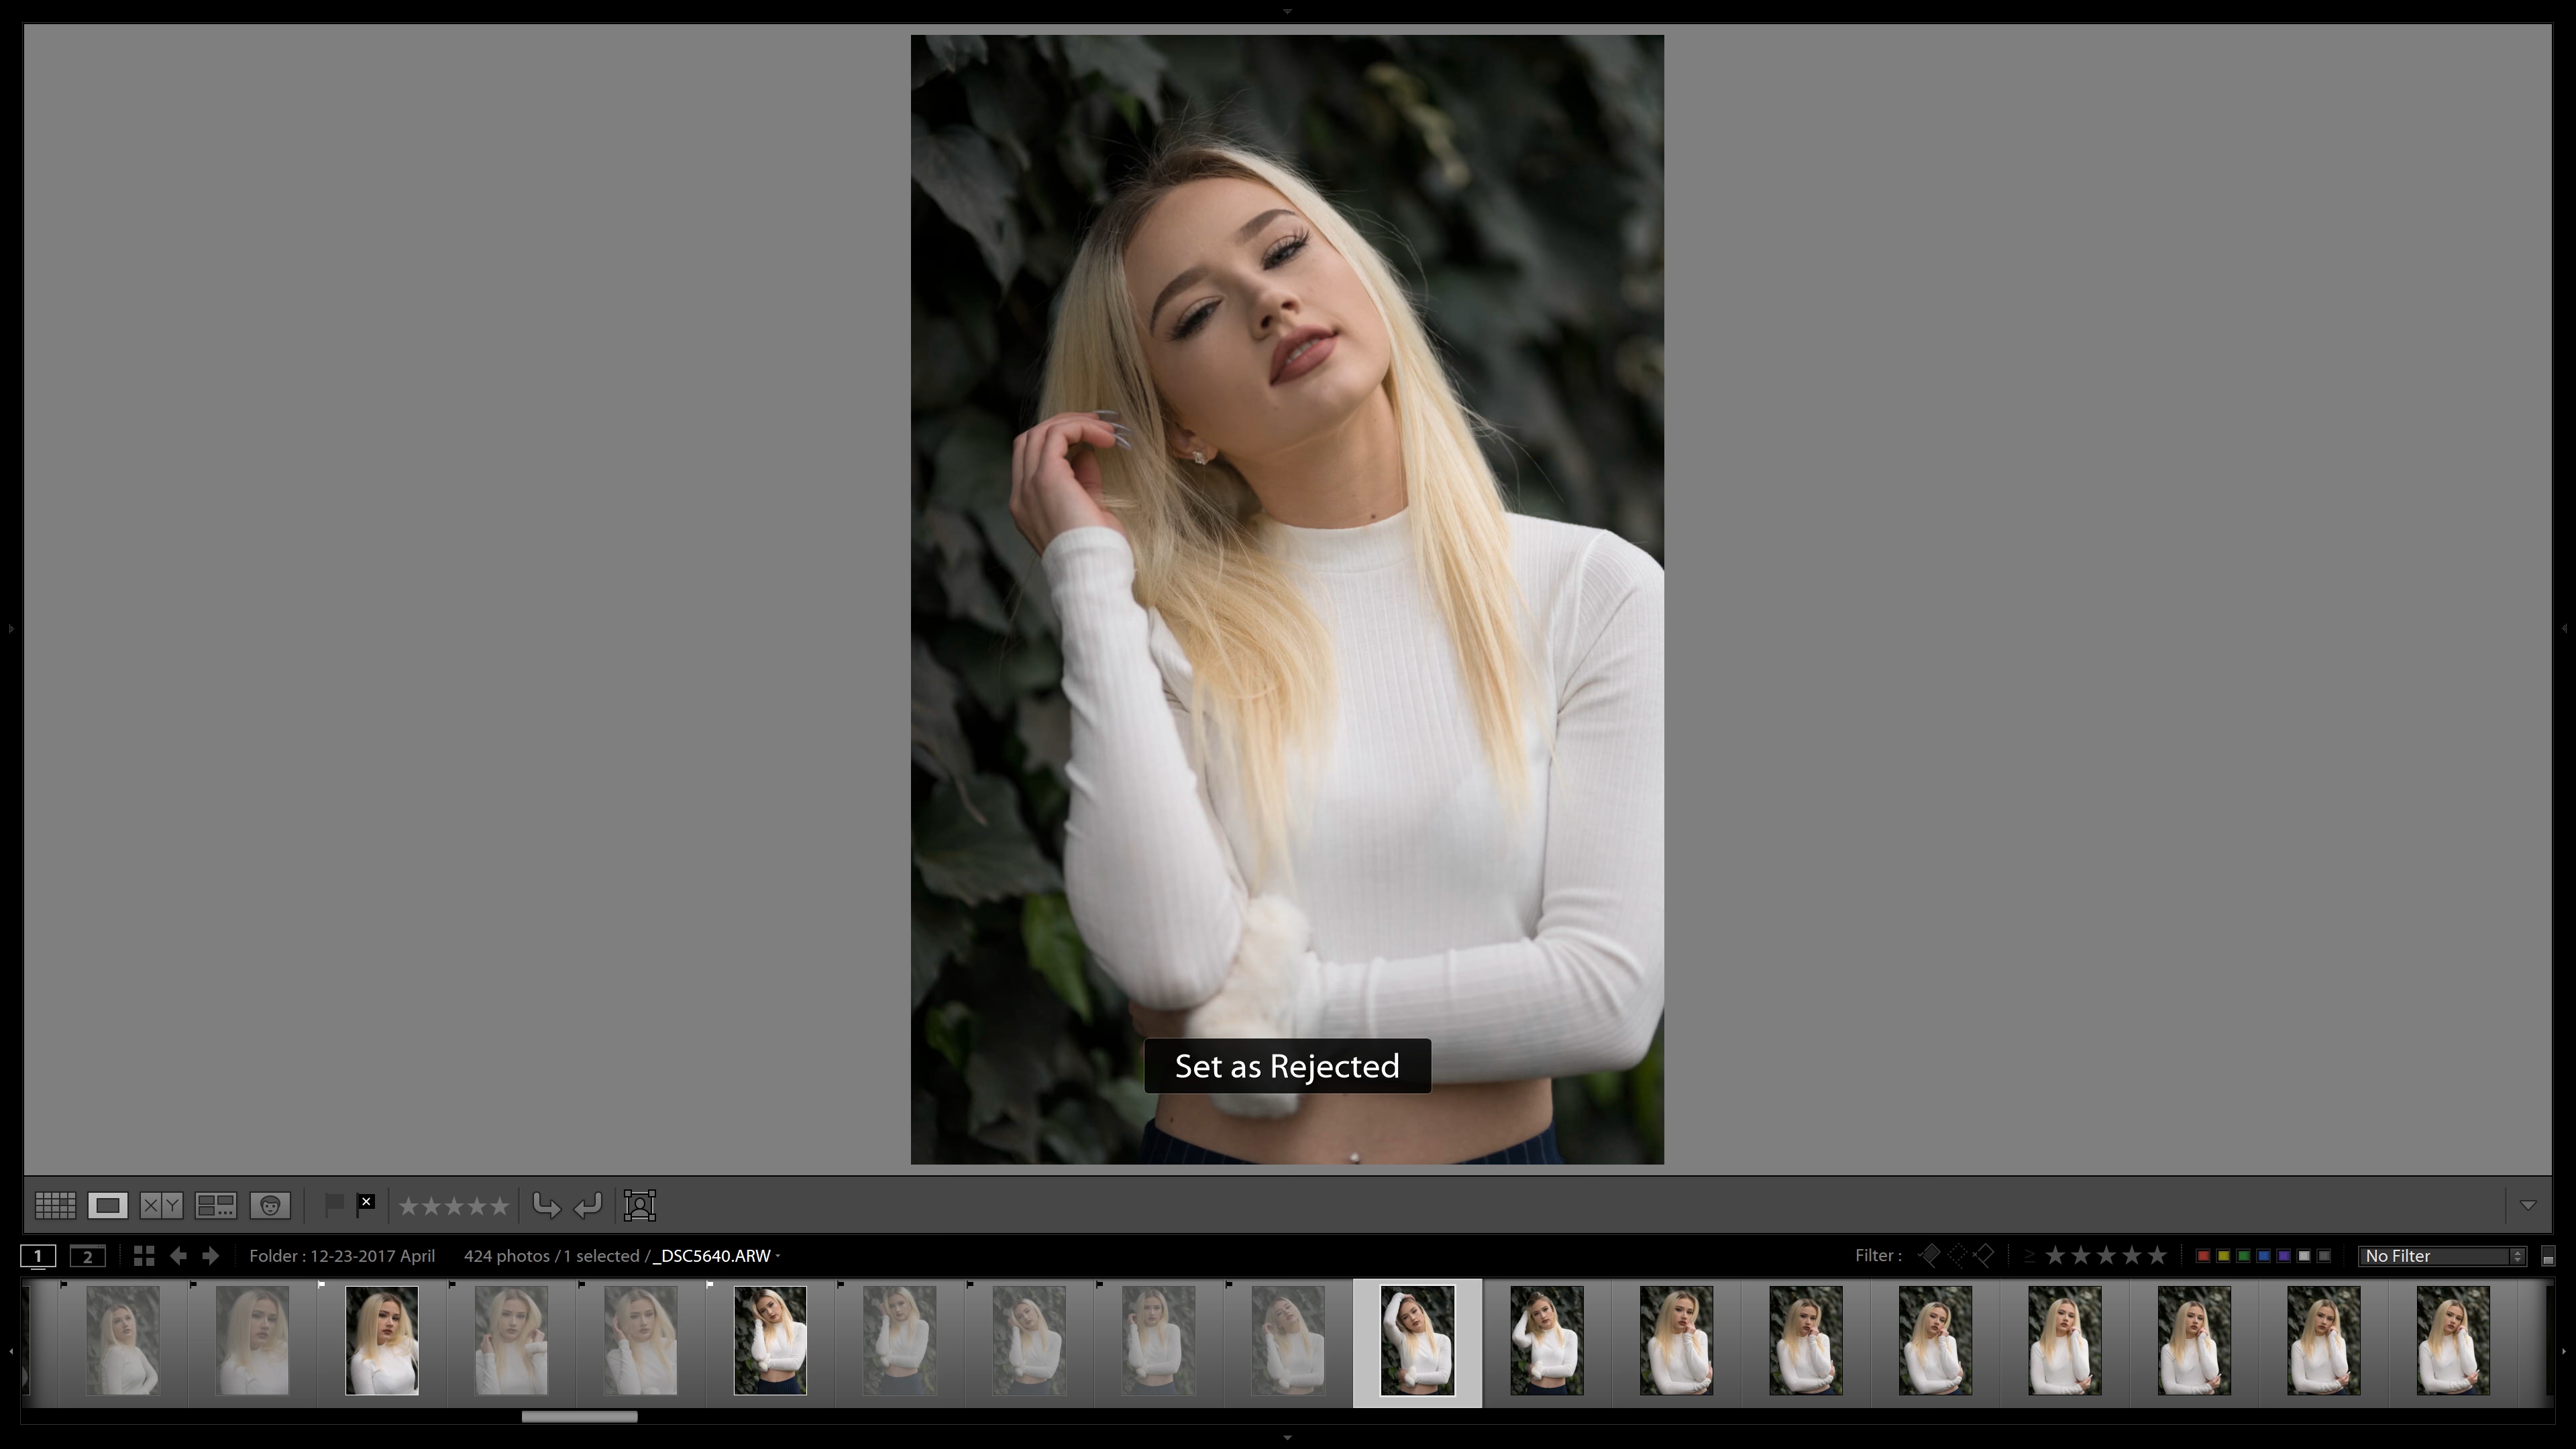 Set as Rejected
X Y
1 2 Folder : 12-23-2017 April 424 photos / 1 selected / _DSC5640.ARW Filter : ≥ No Filter